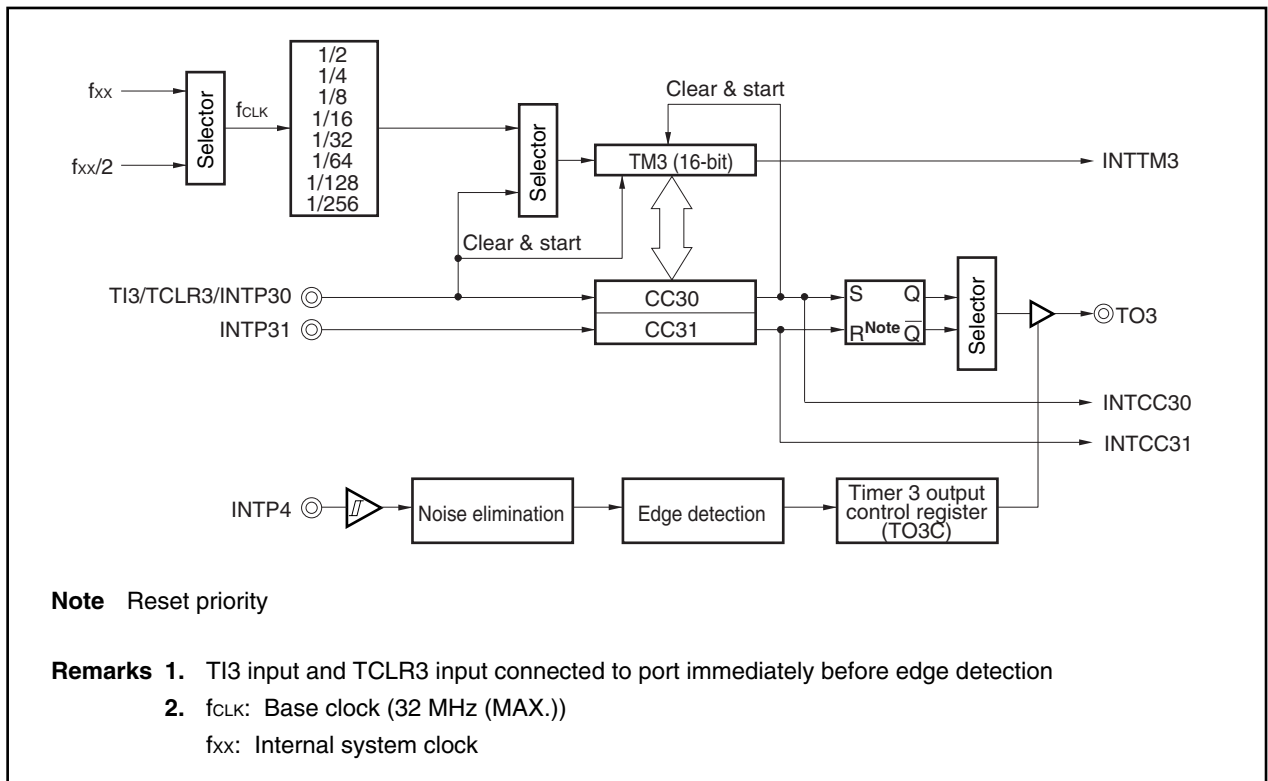 fXX
fXX/2
Selector
fCLK
1/2
1/4
1/8
1/16
1/32
1/64
1/128
1/256
Selector
Clear & start
TM3 (16-bit)
INTTM3
Clear & start
TI3/TCLR3/INTP30
INTP31
CC30
CC31
S Q
RNote Q̅
Selector
TO3
INTCC30
INTCC31
INTP4
Noise elimination
Edge detection
Timer 3 output
control register
(TO3C)
Note Reset priority
Remarks 1. TI3 input and TCLR3 input connected to port immediately before edge detection
2. fCLK: Base clock (32 MHz (MAX.))
fXX: Internal system clock